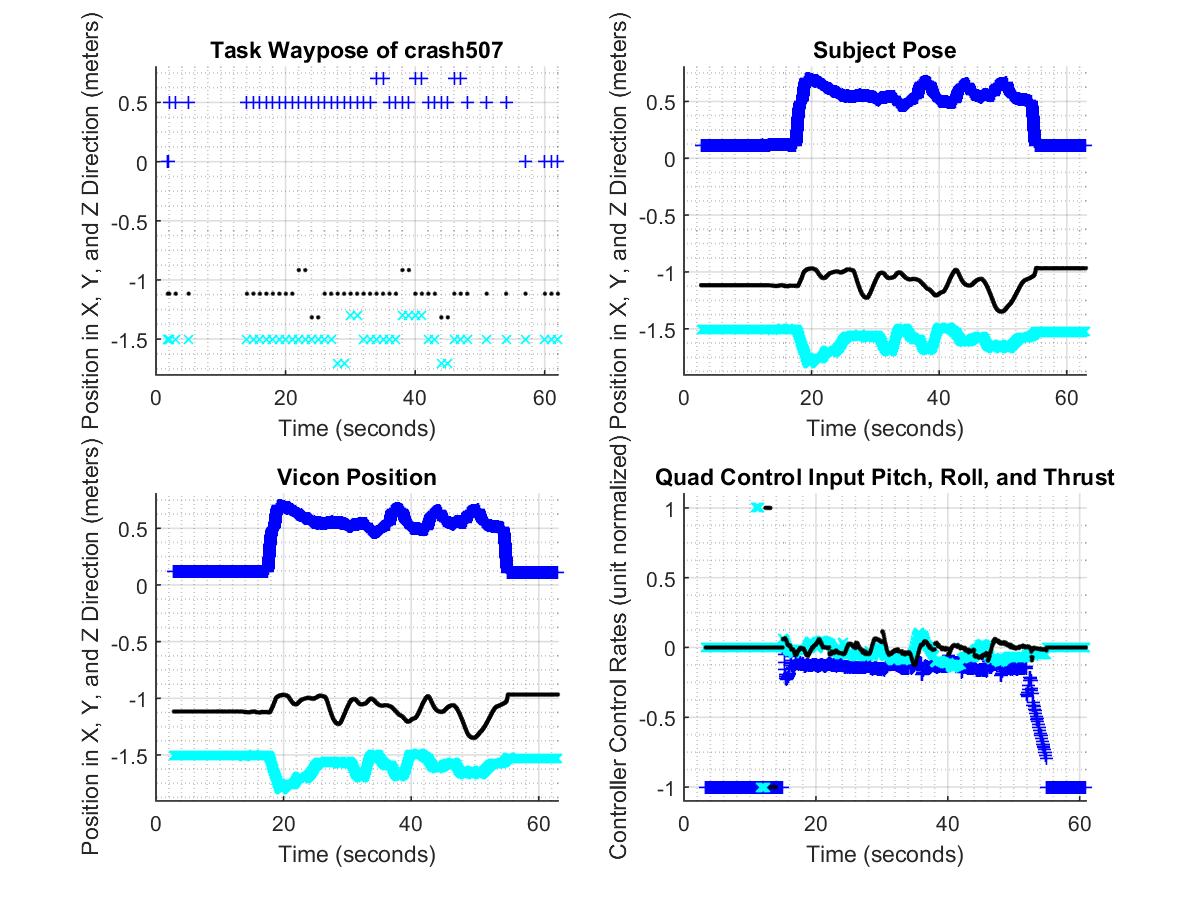 Task Waypose of crash507
Position in X, Y, and Z Direction (meters)
0.5
0
-0.5
-1
-1.5
0 20 40 60
Time (seconds)
Subject Pose
Position in X, Y, and Z Direction (meters)
0.5
0
-0.5
-1
-1.5
0 20 40 60
Time (seconds)
Vicon Position
Position in X, Y, and Z Direction (meters)
0.5
0
-0.5
-1
-1.5
0 20 40 60
Time (seconds)
Quad Control Input Pitch, Roll, and Thrust
Controller Control Rates (unit normalized)
1
0.5
0
-0.5
-1
0 20 40 60
Time (seconds)